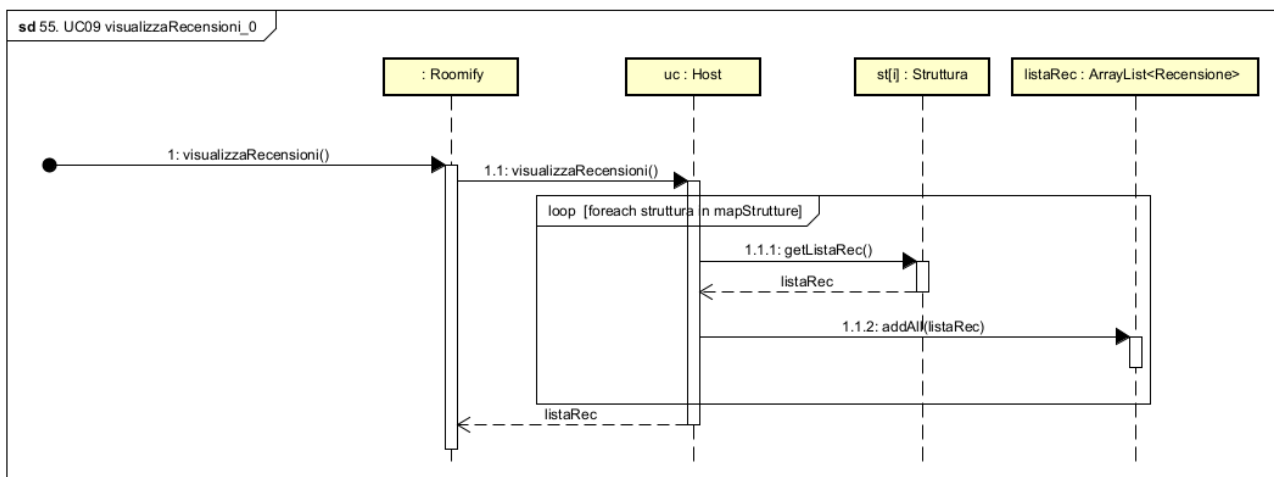 sd 55. UC09 visualizzaRecensioni_0
: Roomify
uc : Host
st[i] : Struttura
listaRec : ArrayList<Recensione>
1: visualizzaRecensioni()
1.1: visualizzaRecensioni()
loop [foreach struttura in mapStrutture]
1.1.1: getListaRec()
listaRec
1.1.2: addAll(listaRec)
listaRec